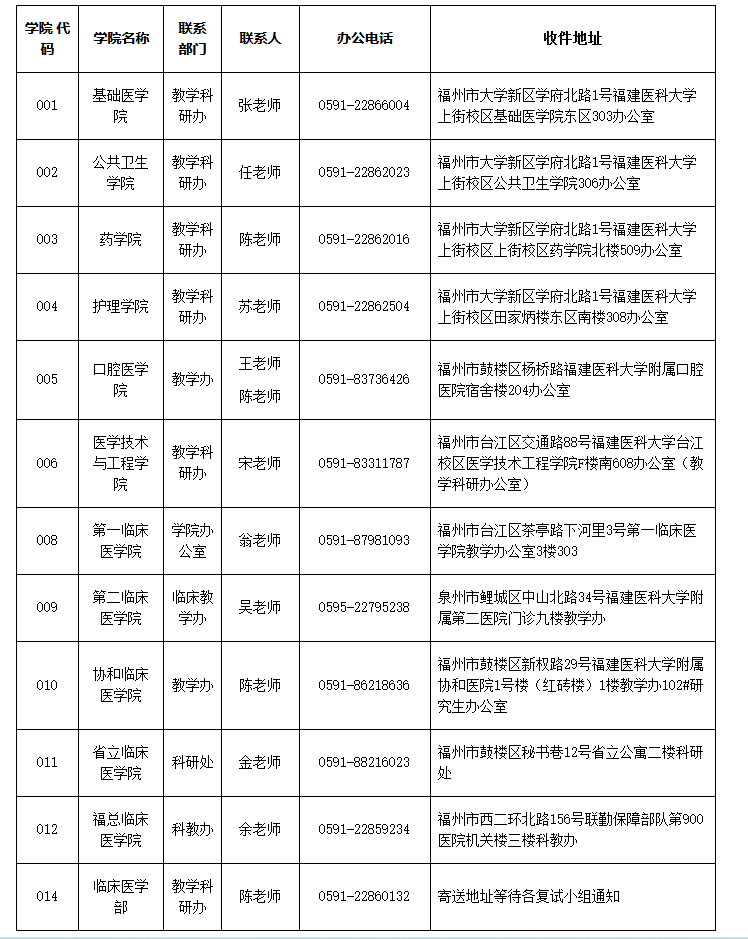 学院 代码 学院名称 联系部门 联系人 办公电话 收件地址
001 基础医学院 教学科研办 张老师 0591-22866004 福州市大学新区学府北路1号福建医科大学上街校区基础医学院东区303办公室
002 公共卫生学院 教学科研办 任老师 0591-22862023 福州市大学新区学府北路1号福建医科大学上街校区公共卫生学院306办公室
003 药学院 教学科研办 陈老师 0591-22862016 福州市大学新区学府北路1号福建医科大学上街校区上街校区药学院北楼509办公室
004 护理学院 教学科研办 苏老师 0591-22862504 福州市大学新区学府北路1号福建医科大学上街校区田家炳楼东区南楼308办公室
005 口腔医学院 教学办 王老师 陈老师 0591-83736426 福州市鼓楼区杨桥路福建医科大学附属口腔医院宿舍楼204办公室
006 医学技术与工程学院 教学科研办 宋老师 0591-83311787 福州市台江区交通路88号福建医科大学台江校区医学技术工程学院F楼南608办公室（教学科研办公室）
008 第一临床医学院 学院办公室 翁老师 0591-87981093 福州市台江区茶亭路下河里3号第一临床医学院教学办公室3楼303
009 第二临床医学院 临床教学办 吴老师 0595-22795238 泉州市鲤城区中山北路34号福建医科大学附属第二医院门诊九楼教学办
010 协和临床医学院 教学办 陈老师 0591-86218636 福州市鼓楼区新权路29号福建医科大学附属协和医院1号楼（红砖楼）1楼教学办102#研究生办公室
011 省立临床医学院 科研处 金老师 0591-88216023 福州市鼓楼区秘书巷12号省立公寓二楼科研处
012 福总临床医学院 科教办 余老师 0591-22859234 福州市西二环北路156号联勤保障部队第900医院机关楼三楼科教办
014 临床医学部 教学科研办 陈老师 0591-22860132 寄送地址等待各复试小组通知